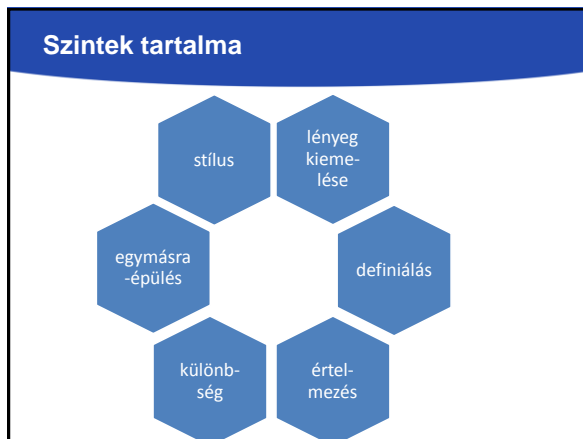 Szintek tartalma
stílus
lényeg
kieme-
lése
egymásra
-épülés
definiálás
különb-
ség
értel-
mezés